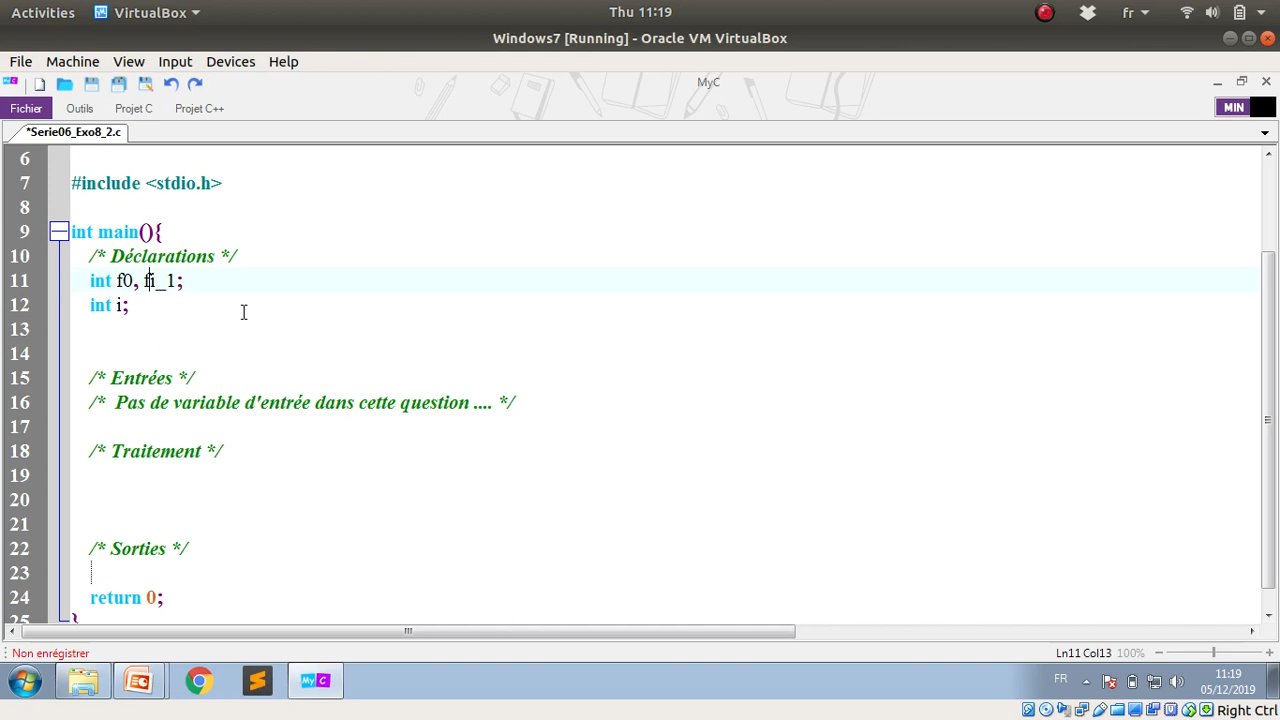 Activities VirtualBox Thu 11:19 fr
Windows7 [Running] - Oracle VM VirtualBox
File Machine View Input Devices Help
MyC
Fichier Outils Projet C Projet C++ MIN
*Serie06_Exo8_2.c
6
7 #include <stdio.h>
8
9 int main(){
10 /* Déclarations */
11 int f0, fi_1;
12 int i;
13
14
15 /* Entrées */
16 /* Pas de variable d'entrée dans cette question .... */
17
18 /* Traitement */
19
20
21
22 /* Sorties */
23
24 return 0;
25 }
Non enregistrer Ln11 Col13 100%
MyC FR 11:19
05/12/2019
Right Ctrl